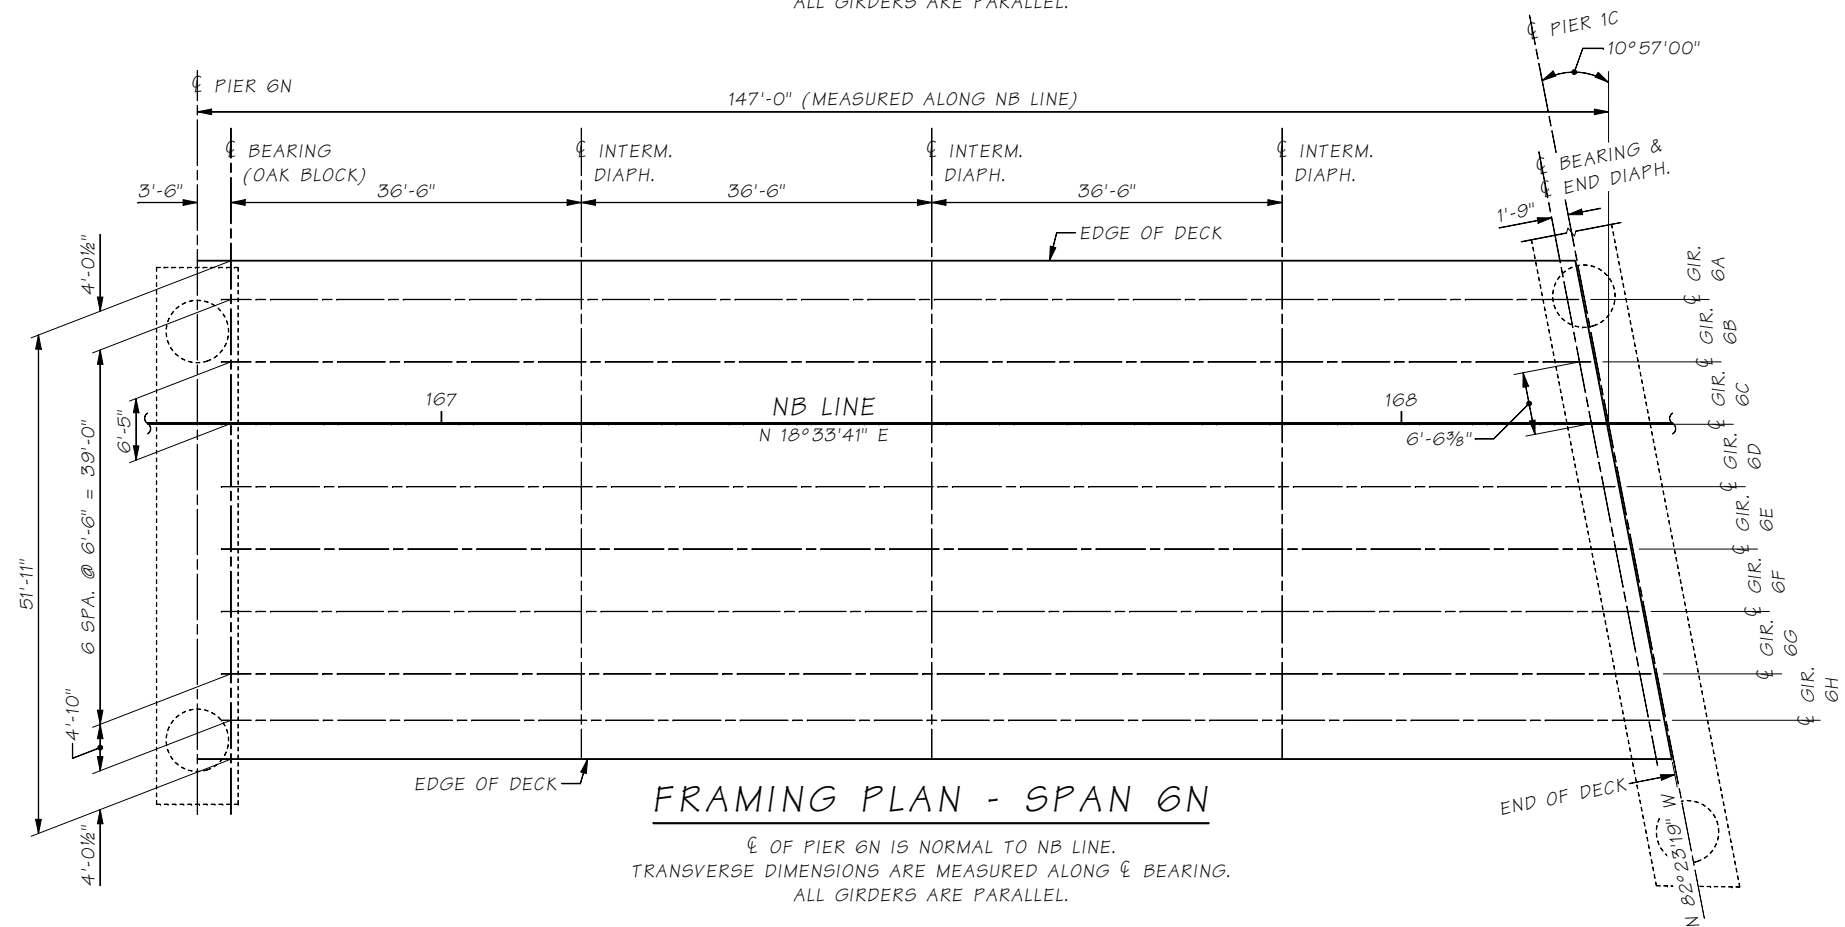 ALL GIRDERS ARE PARALLEL.
℄ PIER 1C
10°57'00"
℄ PIER 6N
147'-0" (MEASURED ALONG NB LINE)
℄ BEARING
(OAK BLOCK)
℄ INTERM.
DIAPH.
℄ INTERM.
DIAPH.
℄ INTERM.
DIAPH.
℄ BEARING &
℄ END DIAPH.
3'-6"
36'-6"
36'-6"
36'-6"
1'-9"
4'-0½"
EDGE OF DECK
℄ GIR.
6A
℄ GIR.
6B
℄ GIR.
6C
℄ GIR.
6D
℄ GIR.
6E
℄ GIR.
6F
℄ GIR.
6G
℄ GIR.
6H
167
NB LINE
N 18°33'41" E
168
6'-5"
6'-6⅜"
6 SPA. @ 6'-6" = 39'-0"
51'-11"
4'-10"
4'-0½"
EDGE OF DECK
END OF DECK
N 82°23'19" W
FRAMING PLAN - SPAN 6N
℄ OF PIER 6N IS NORMAL TO NB LINE.
TRANSVERSE DIMENSIONS ARE MEASURED ALONG ℄ BEARING.
ALL GIRDERS ARE PARALLEL.